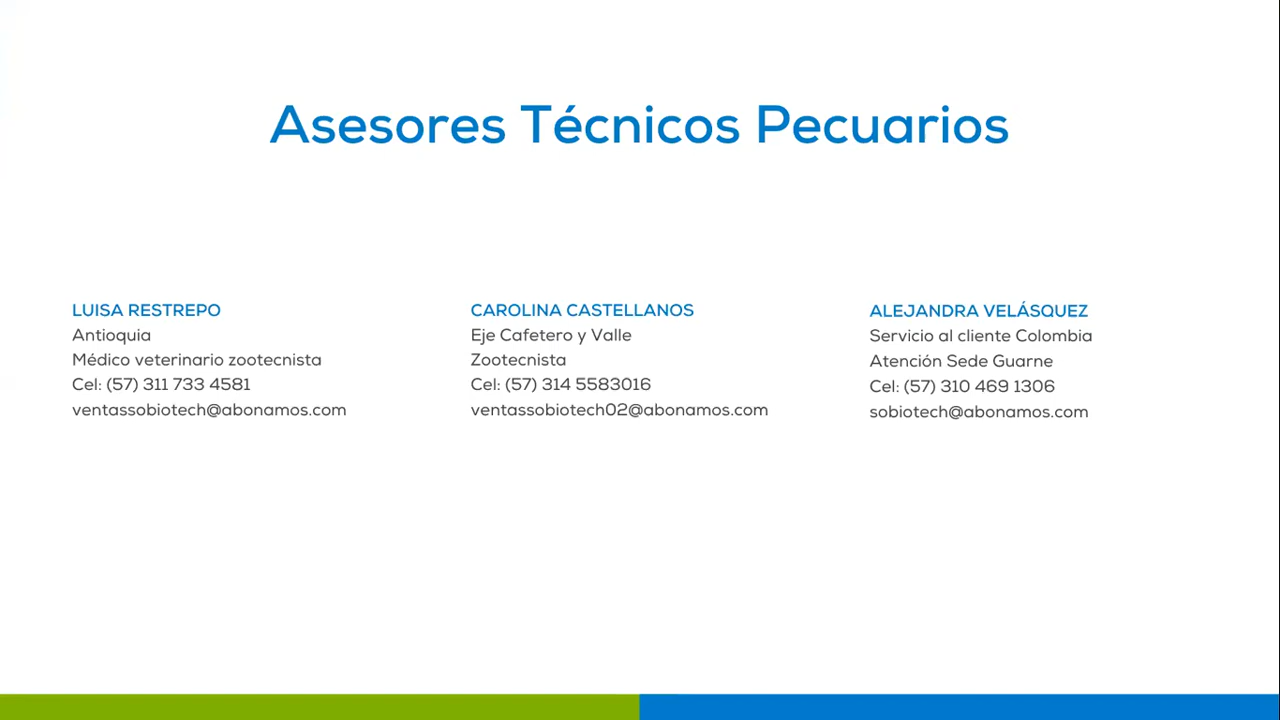 Asesores Técnicos Pecuarios
LUISA RESTREPO
Antioquia
Médico veterinario zootecnista
Cel: (57) 311 733 4581
ventassobiotech@abonamos.com
CAROLINA CASTELLANOS
Eje Cafetero y Valle
Zootecnista
Cel: (57) 314 5583016
ventassobiotech02@abonamos.com
ALEJANDRA VELÁSQUEZ
Servicio al cliente Colombia
Atención Sede Guarne
Cel: (57) 310 469 1306
sobiotech@abonamos.com